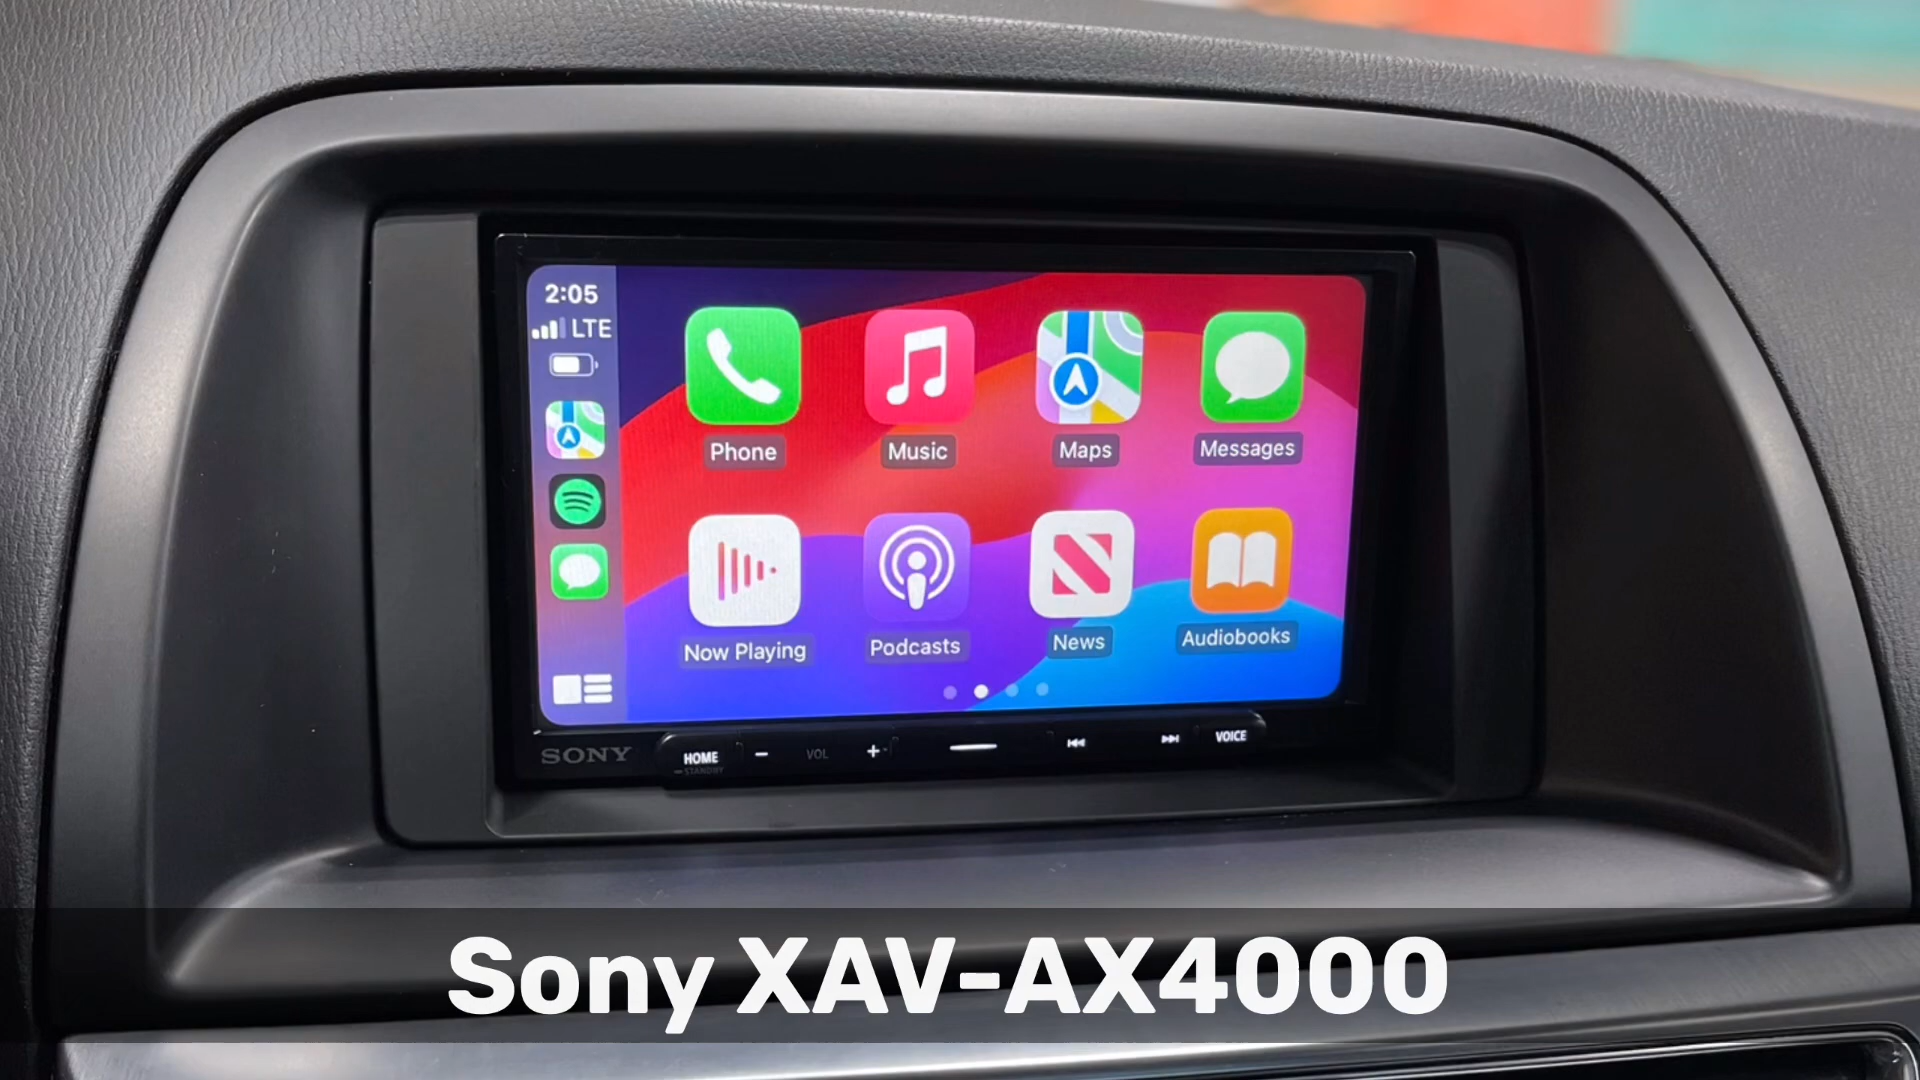 2:05
LTE
Phone
Music
Maps
Messages
Now Playing
Podcasts
News
Audiobooks
SONY
HOME
STANDBY
VOL
VOICE
Sony XAV-AX4000